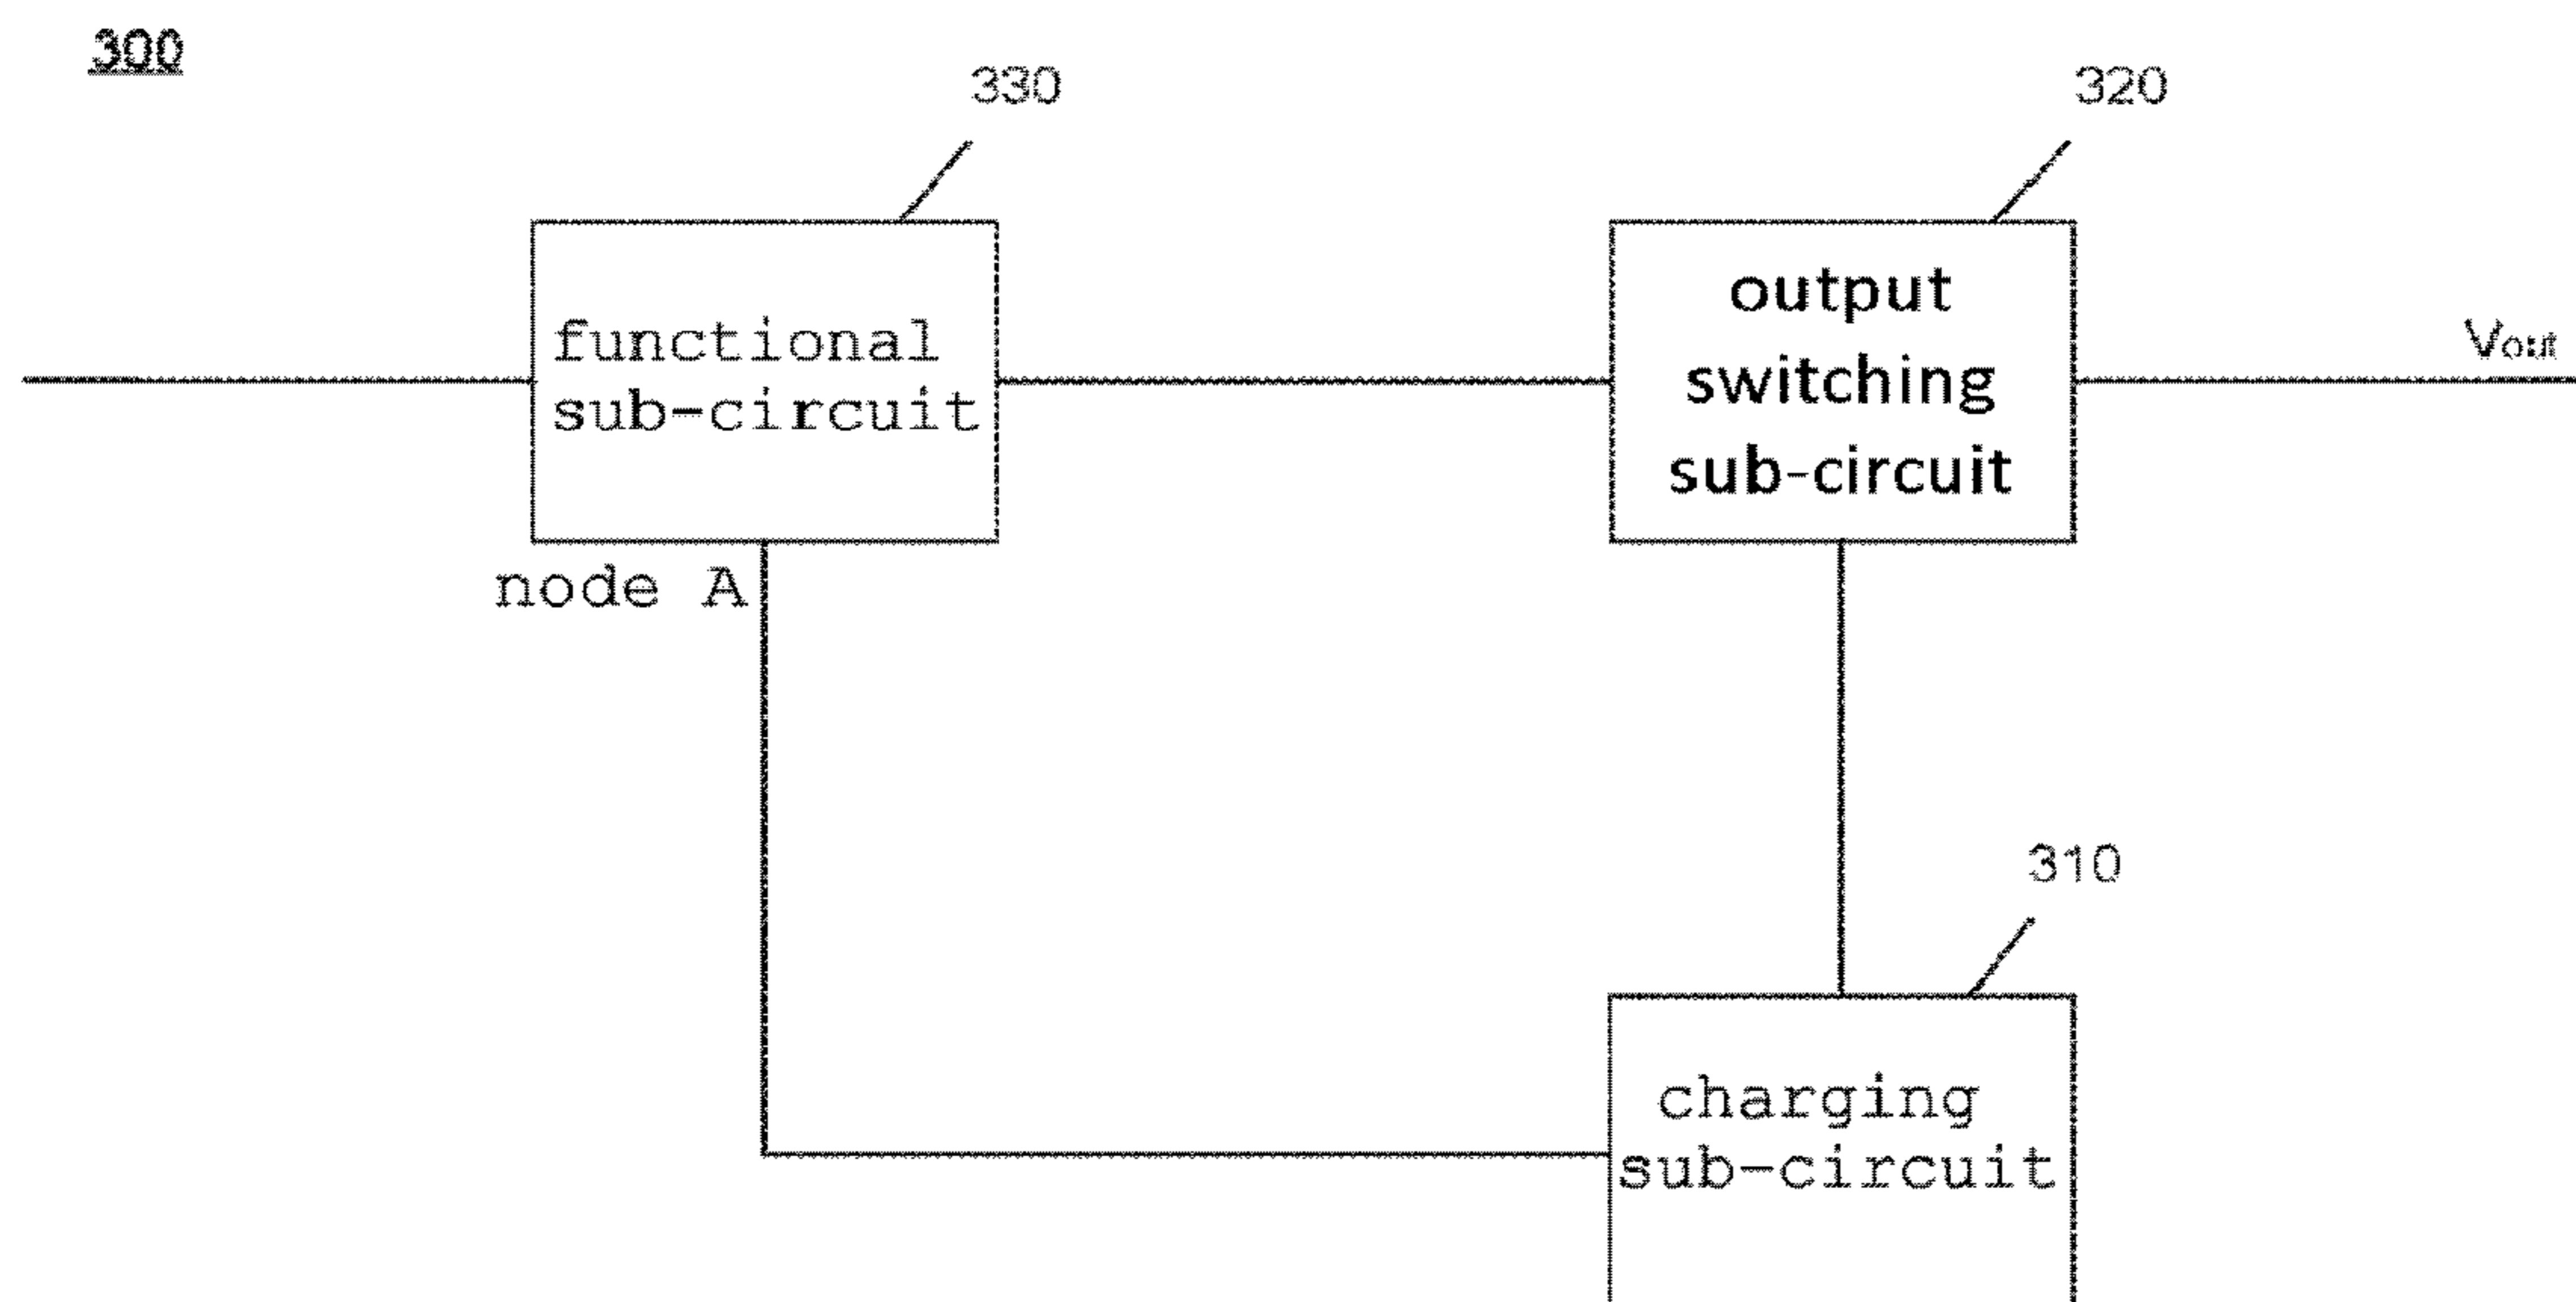 300
330
320
functional
sub-circuit
output
switching
sub-circuit
Vout
node A
310
charging
sub-circuit